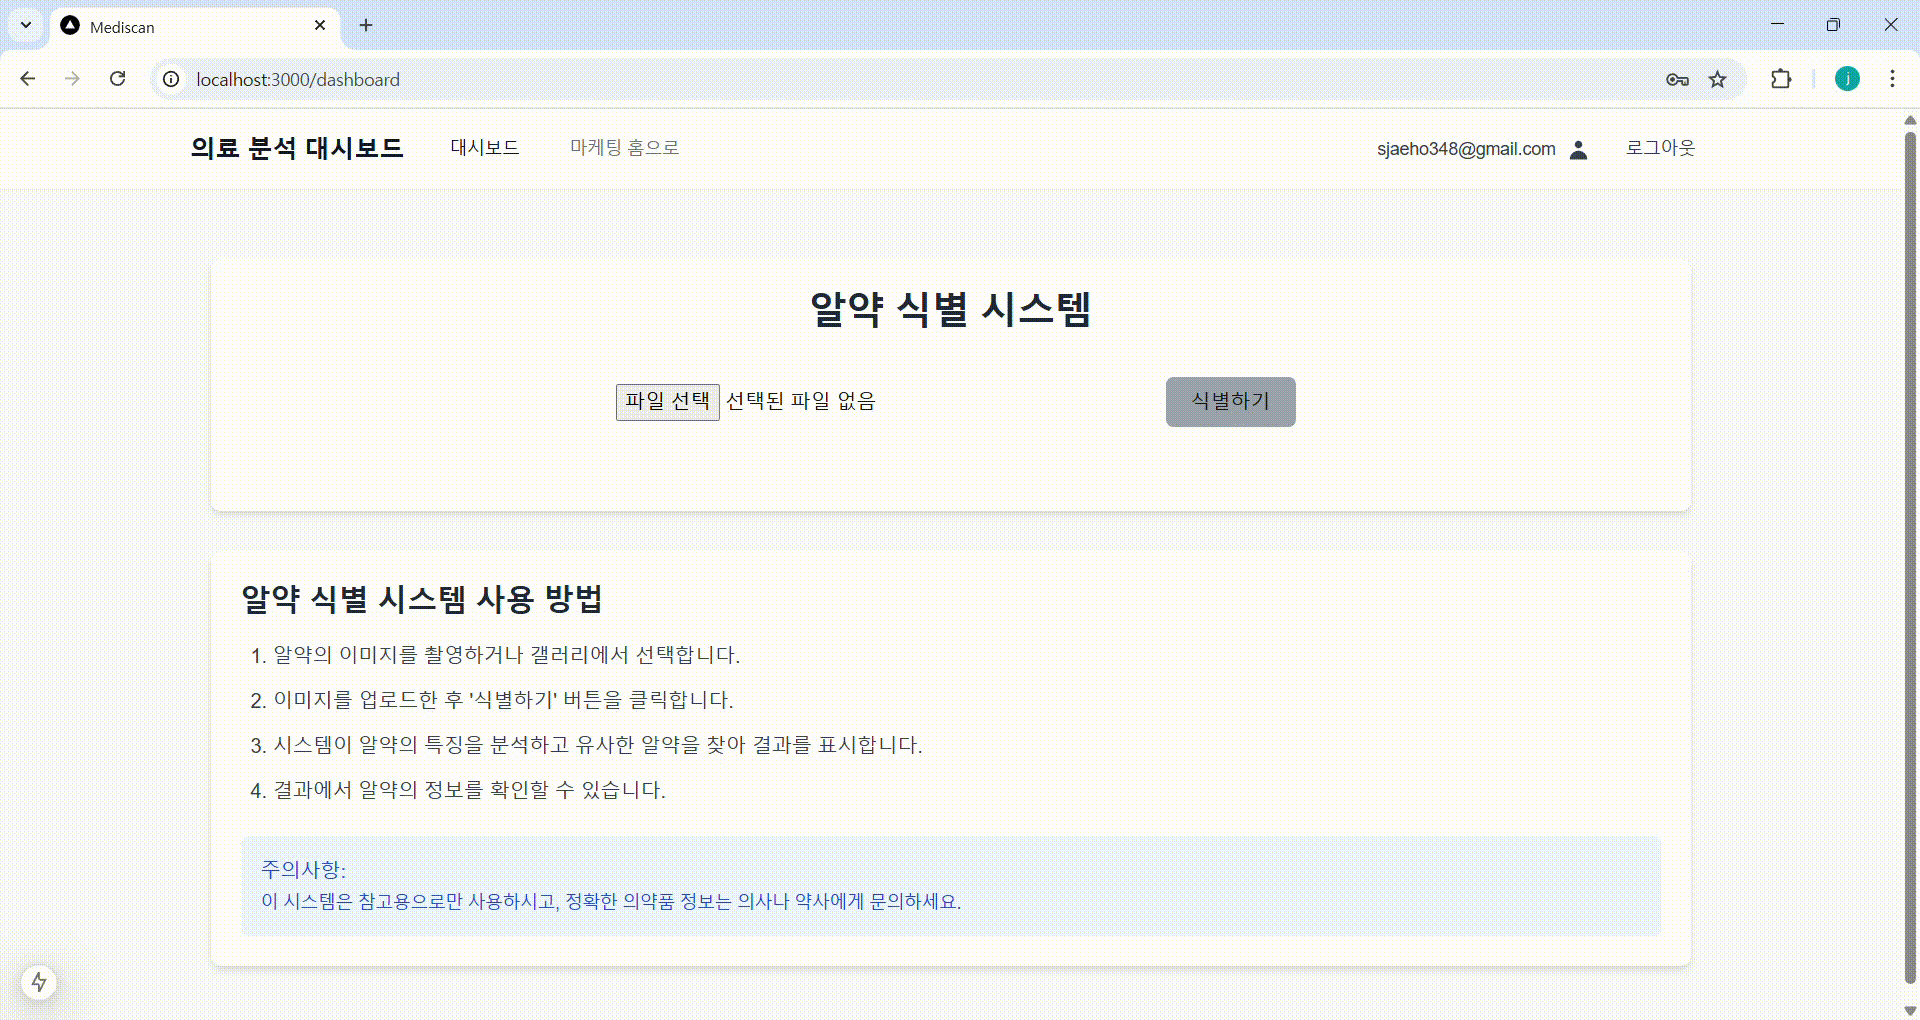 Mediscan
localhost:3000/dashboard
j
의료 분석 대시보드 대시보드 마케팅 홈으로 sjaeho348@gmail.com 로그아웃
알약 식별 시스템
파일 선택 선택된 파일 없음 식별하기
알약 식별 시스템 사용 방법
1. 알약의 이미지를 촬영하거나 갤러리에서 선택합니다.
2. 이미지를 업로드한 후 '식별하기' 버튼을 클릭합니다.
3. 시스템이 알약의 특징을 분석하고 유사한 알약을 찾아 결과를 표시합니다.
4. 결과에서 알약의 정보를 확인할 수 있습니다.
주의사항:
이 시스템은 참고용으로만 사용하시고, 정확한 의약품 정보는 의사나 약사에게 문의하세요.